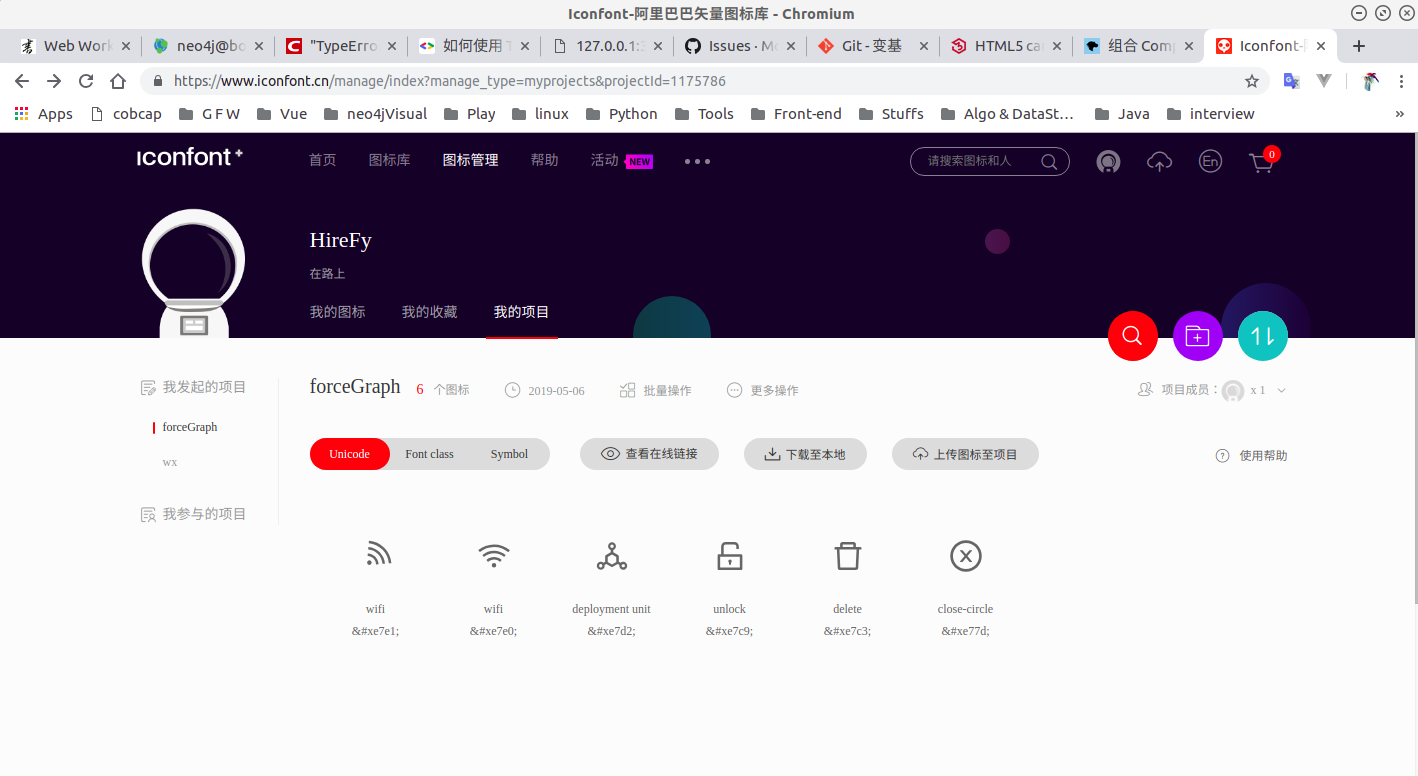 Iconfont-阿里巴巴矢量图标库 - Chromium
Web Work
neo4j@bo
"TypeErro
如何使用 T
127.0.0.1:3
Issues · Mo
Git - 变基
HTML5 can
组合 Comp
Iconfont-
https://www.iconfont.cn/manage/index?manage_type=myprojects&projectId=1175786
Apps
cobcap
G F W
Vue
neo4jVisual
Play
linux
Python
Tools
Front-end
Stuffs
Algo & DataSt...
Java
interview
»
iconfont+
首页
图标库
图标管理
帮助
活动
NEW
请搜索图标和人
En
0
HireFy
在路上
我的图标
我的收藏
我的项目
我发起的项目
forceGraph
wx
我参与的项目
forceGraph
6 个图标
2019-05-06
批量操作
更多操作
项目成员：
x 1
Unicode
Font class
Symbol
查看在线链接
下载至本地
上传图标至项目
使用帮助
wifi
wifi
deployment unit
unlock
delete
close-circle
&#xe7e1;
&#xe7e0;
&#xe7d2;
&#xe7c9;
&#xe7c3;
&#xe77d;